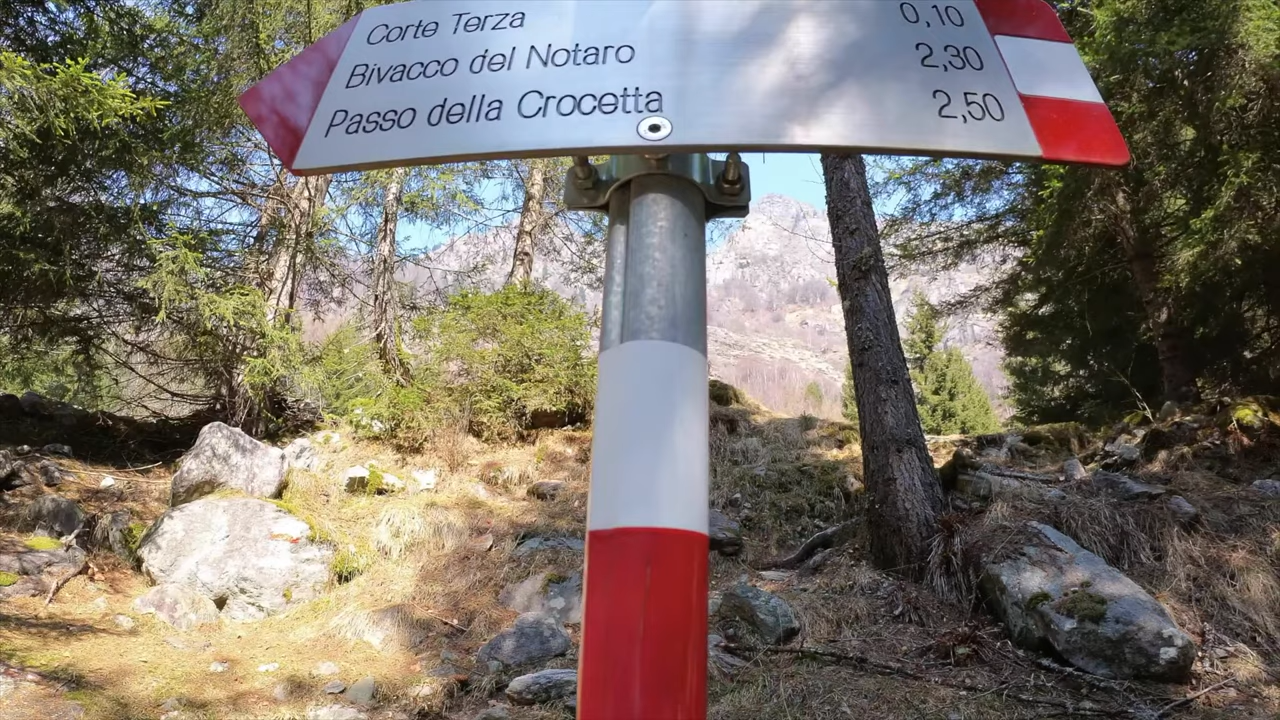 Corte Terza 0,10
Bivacco del Notaro 2,30
Passo della Crocetta 2,50